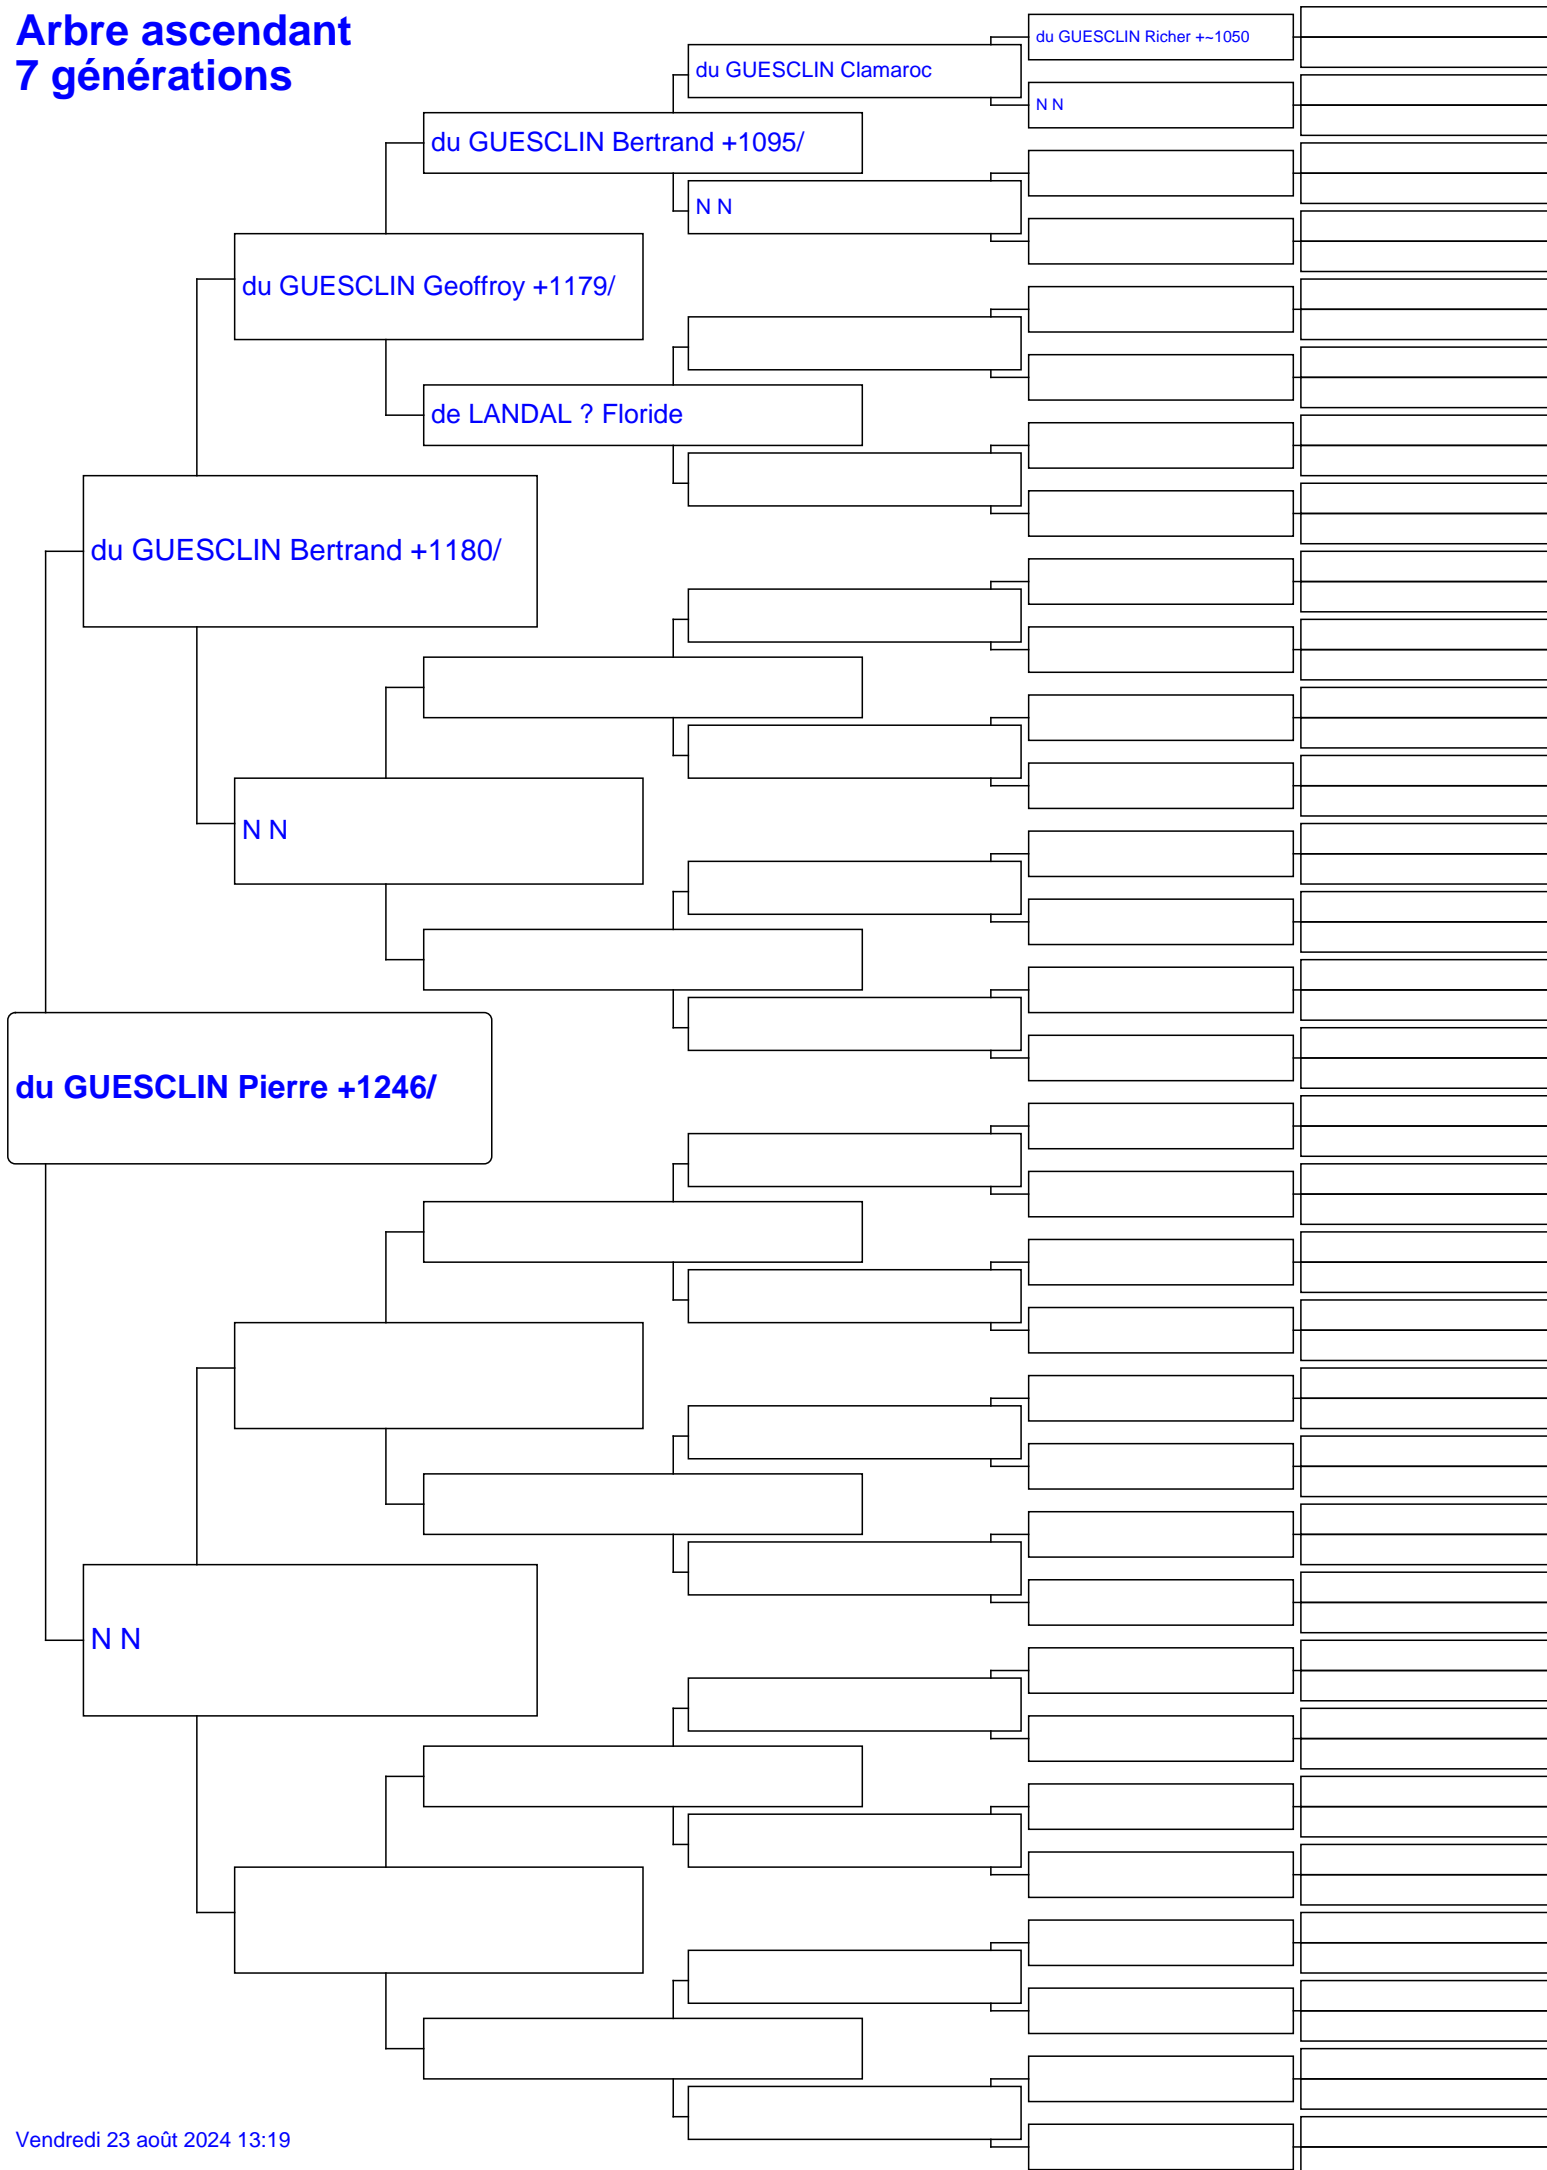 Arbre ascendant
7 générations
du GUESCLIN Richer +~1050
du GUESCLIN Clamaroc
N N
du GUESCLIN Bertrand +1095/
N N
du GUESCLIN Geoffroy +1179/
de LANDAL ? Floride
du GUESCLIN Bertrand +1180/
N N
du GUESCLIN Pierre +1246/
N N
Vendredi 23 août 2024 13:19